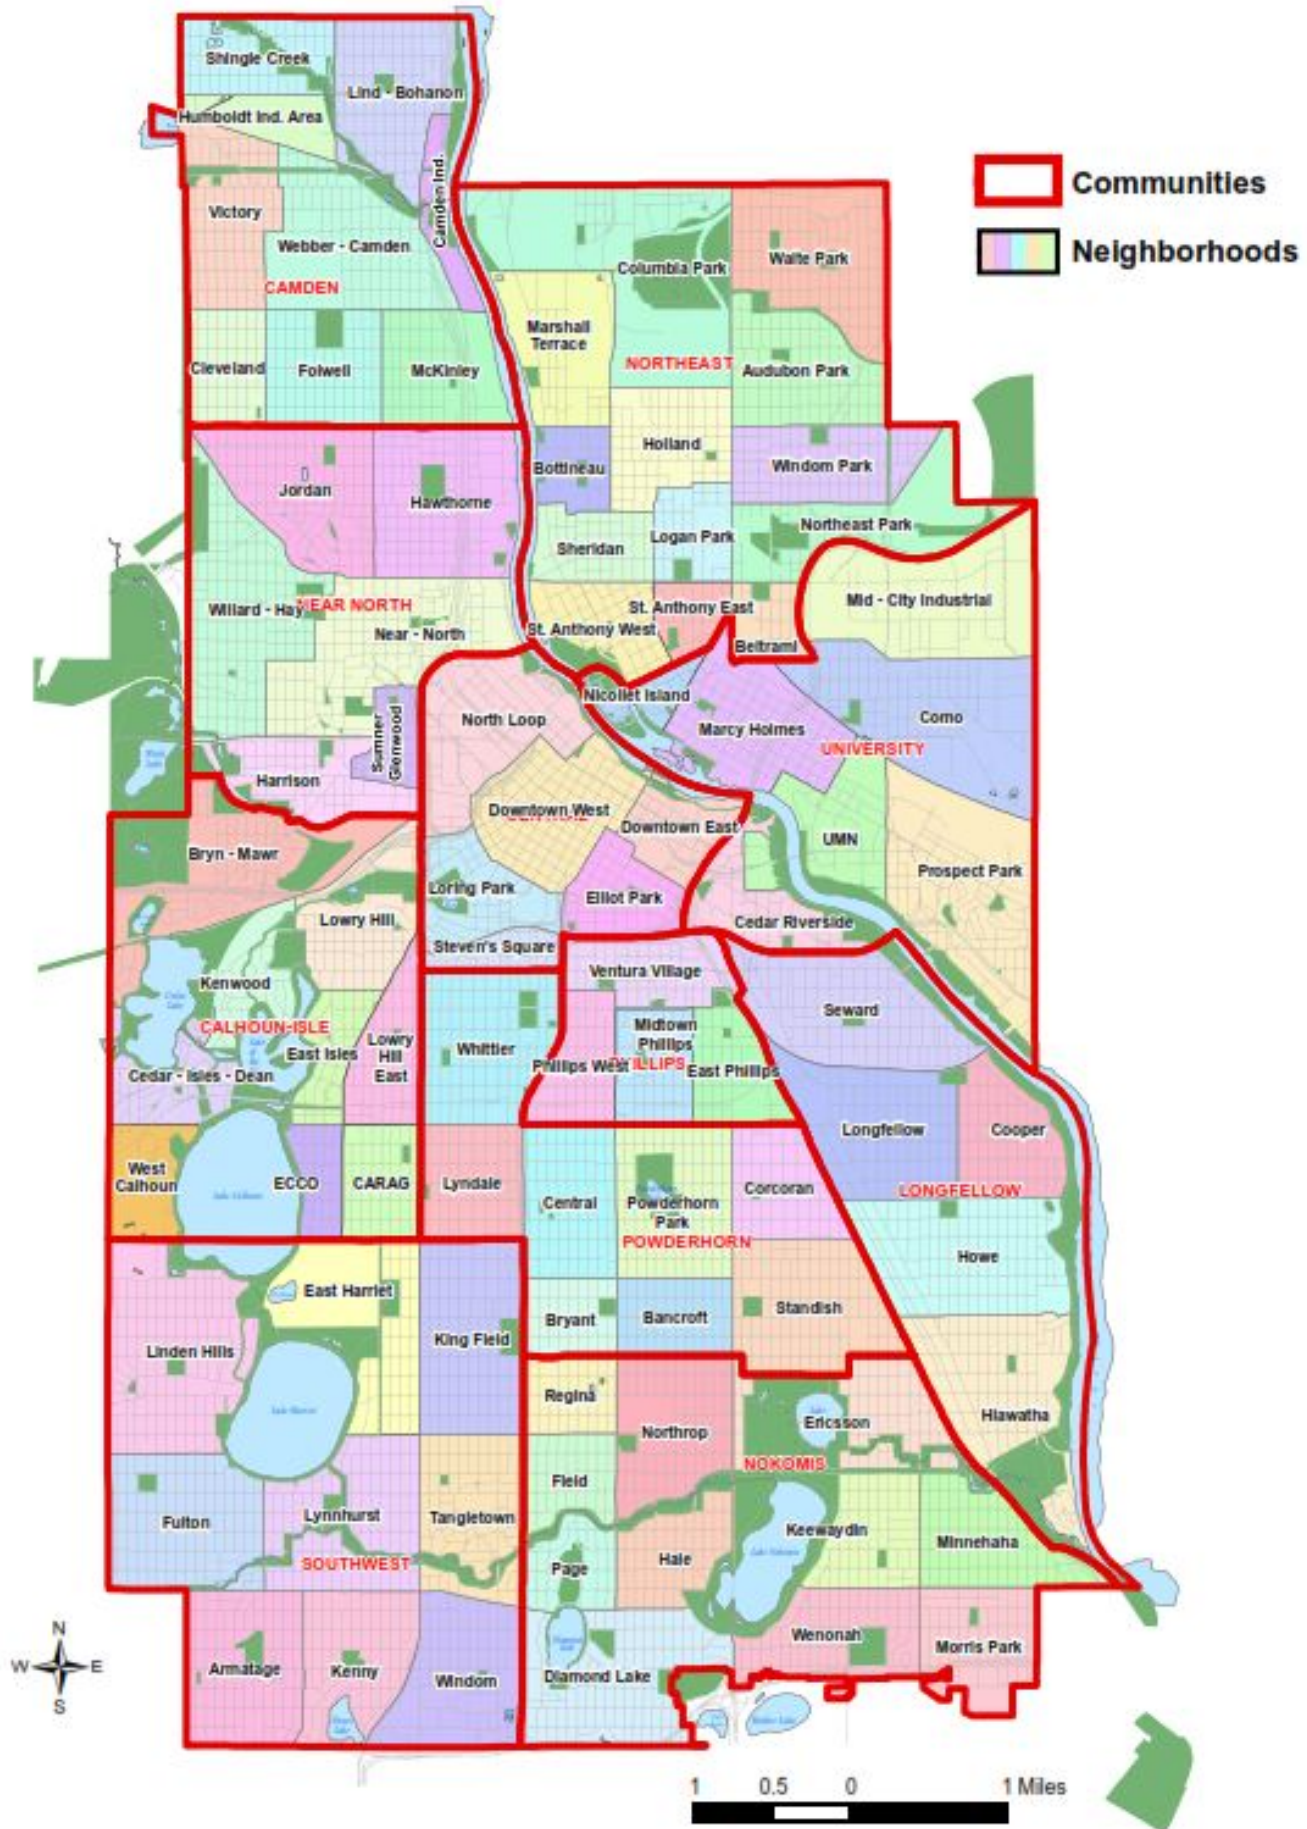 Shingle Creek
Lind - Bohanon
Humboldt Ind. Area
Camden Ind.
Communities
Neighborhoods
Victory
Webber - Camden
CAMDEN
Columbia Park
Waite Park
Marshall
Terrace
NORTHEAST
Cleveland
Folwell
McKinley
Audubon Park
Holland
Bottineau
Windom Park
Jordan
Hawthorne
Sheridan
Logan Park
Northeast Park
Willard - Hay
NEAR NORTH
Near - North
St. Anthony West
St. Anthony East
Beltrami
Mid - City Industrial
Nicollet Island
North Loop
Marcy Holmes
Como
UNIVERSITY
Sumner
Glenwood
Harrison
Downtown West
Downtown East
UMN
Bryn - Mawr
Loring Park
Elliot Park
Prospect Park
Lowry Hill
Steven's Square
Cedar Riverside
Kenwood
Ventura Village
Seward
CALHOUN-ISLE
East Isles
Lowry
Hill
East
Whittier
Midtown
Phillips
Phillips West
East Phillips
Cedar - Isles - Dean
Longfellow
Cooper
West
Calhoun
ECCO
CARAG
Lyndale
Central
Powderhorn
Park
Corcoran
LONGFELLOW
POWDERHORN
Howe
East Harriet
Linden Hills
King Field
Bryant
Bancroft
Standish
Regina
Northrop
Ericsson
Hiawatha
NOKOMIS
Field
Fulton
Lynnhurst
Tangletown
Keewaydin
Minnehaha
SOUTHWEST
Page
Hale
Wenonah
Morris Park
Armatage
Kenny
Windom
Diamond Lake
N
W E
S
1 0.5 0 1 Miles